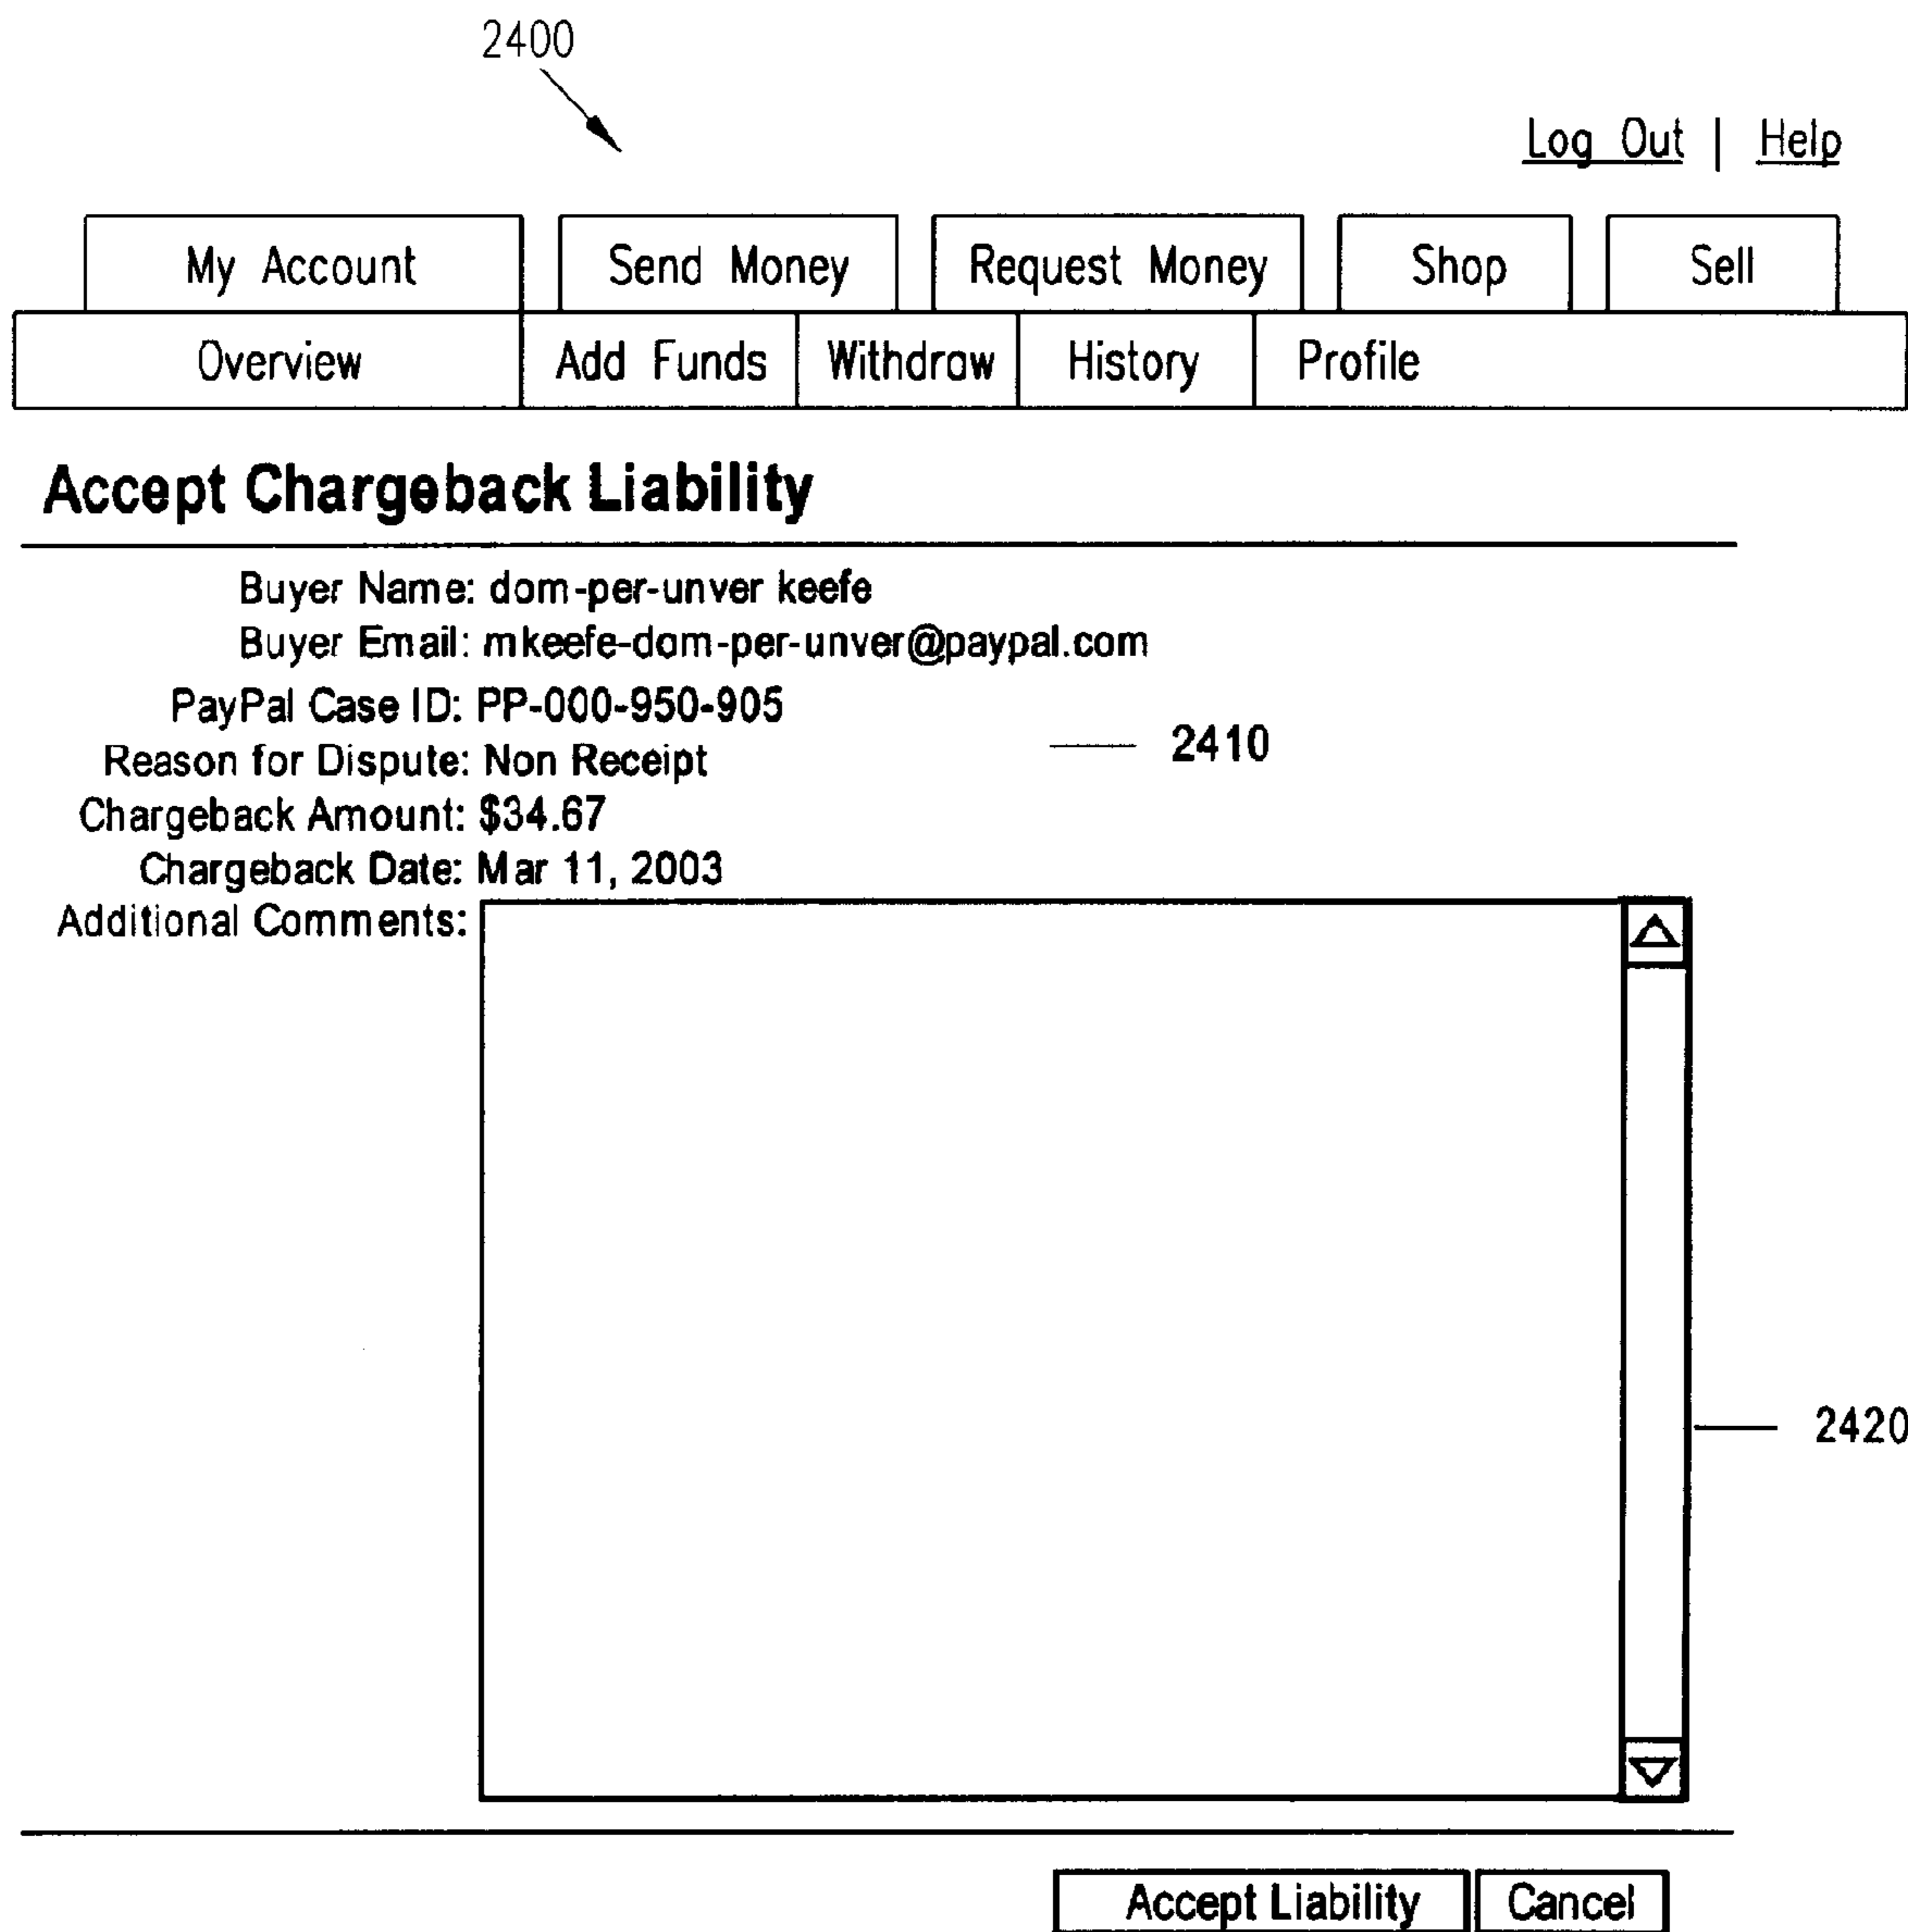 2400
Log Out | Help
My Account Send Money Request Money Shop Sell
Overview Add Funds Withdraw History Profile
Accept Chargeback Liability
Buyer Name: dom-per-unver keefe
Buyer Email: mkeefe-dom-per-unver@paypal.com
PayPal Case ID: PP-000-950-905
Reason for Dispute: Non Receipt
2410
Chargeback Amount: $34.67
Chargeback Date: Mar 11, 2003
Additional Comments:
2420
Accept Liability Cancel